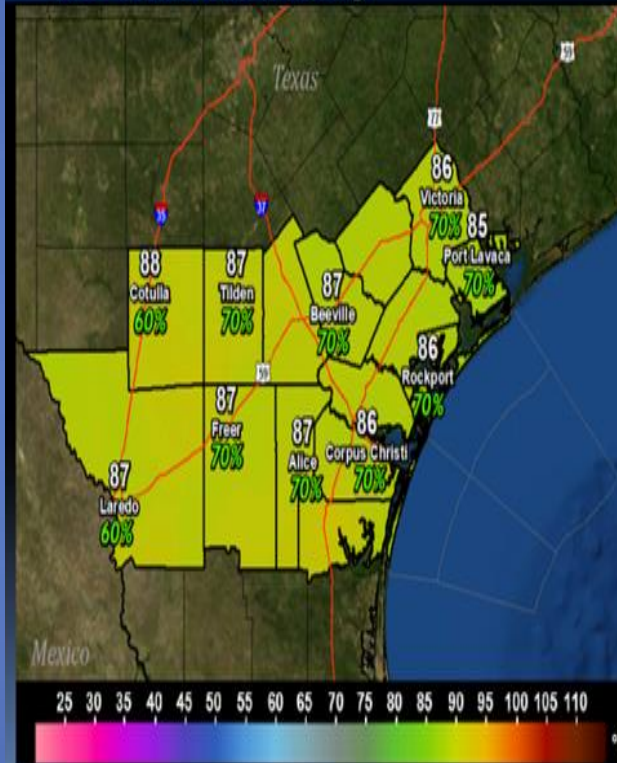 Texas
59
77
86
Victoria
70%
85
Port Lavaca
70%
35
37
88
Cotulla
60%
87
Tilden
70%
87
Beeville
70%
86
Rockport
70%
59
87
Freer
70%
87
Alice
70%
86
Corpus Christi
70%
87
Laredo
60%
Mexico
25 30 35 40 45 50 55 60 65 70 75 80 85 90 95 100 105 110